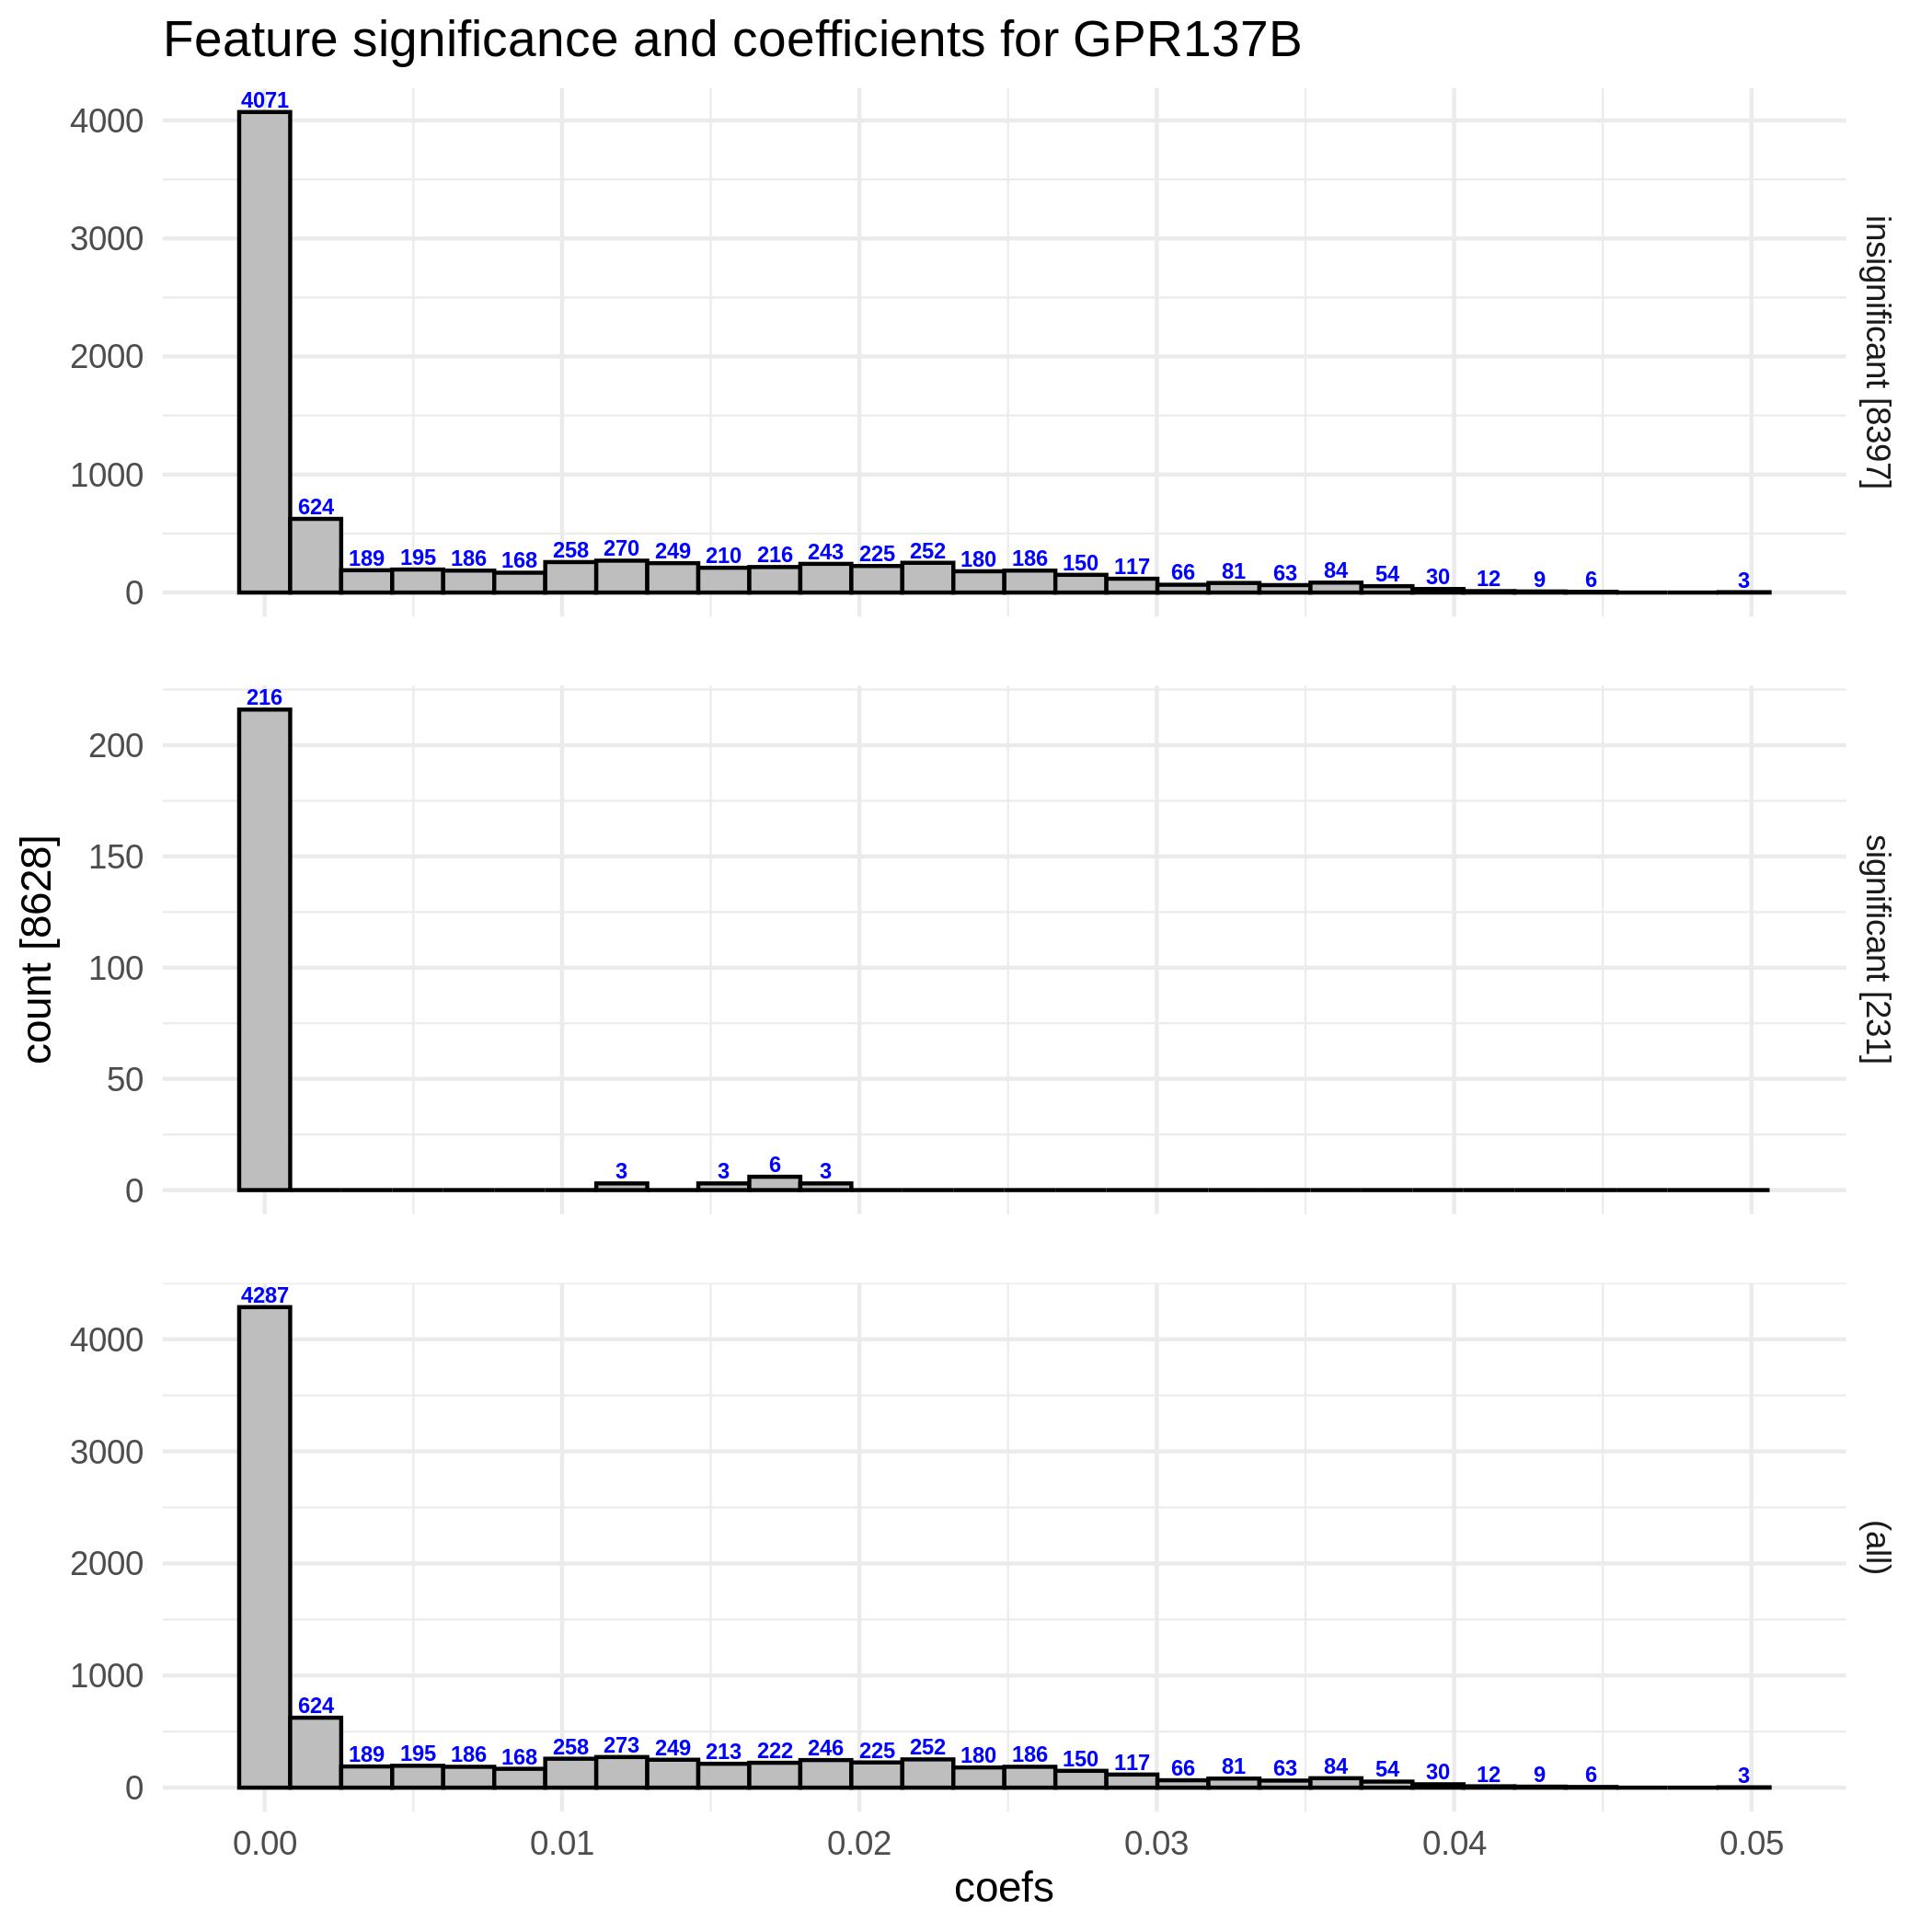 Feature significance and coefficients for GPR137B
4071
4000
3000
2000
1000
0
624 189 195 186 168 258 270 249 210 216 243 225 252 180 186 150 117 66 81 63 84 54 30 12 9 6 3
insignificant [8397]
216
200
150
100
50
0
3 3 6 3
significant [231]
count [8628]
4287
4000
3000
2000
1000
0
624 189 195 186 168 258 273 249 213 222 246 225 252 180 186 150 117 66 81 63 84 54 30 12 9 6 3
(all)
0.00 0.01 0.02 0.03 0.04 0.05
coefs